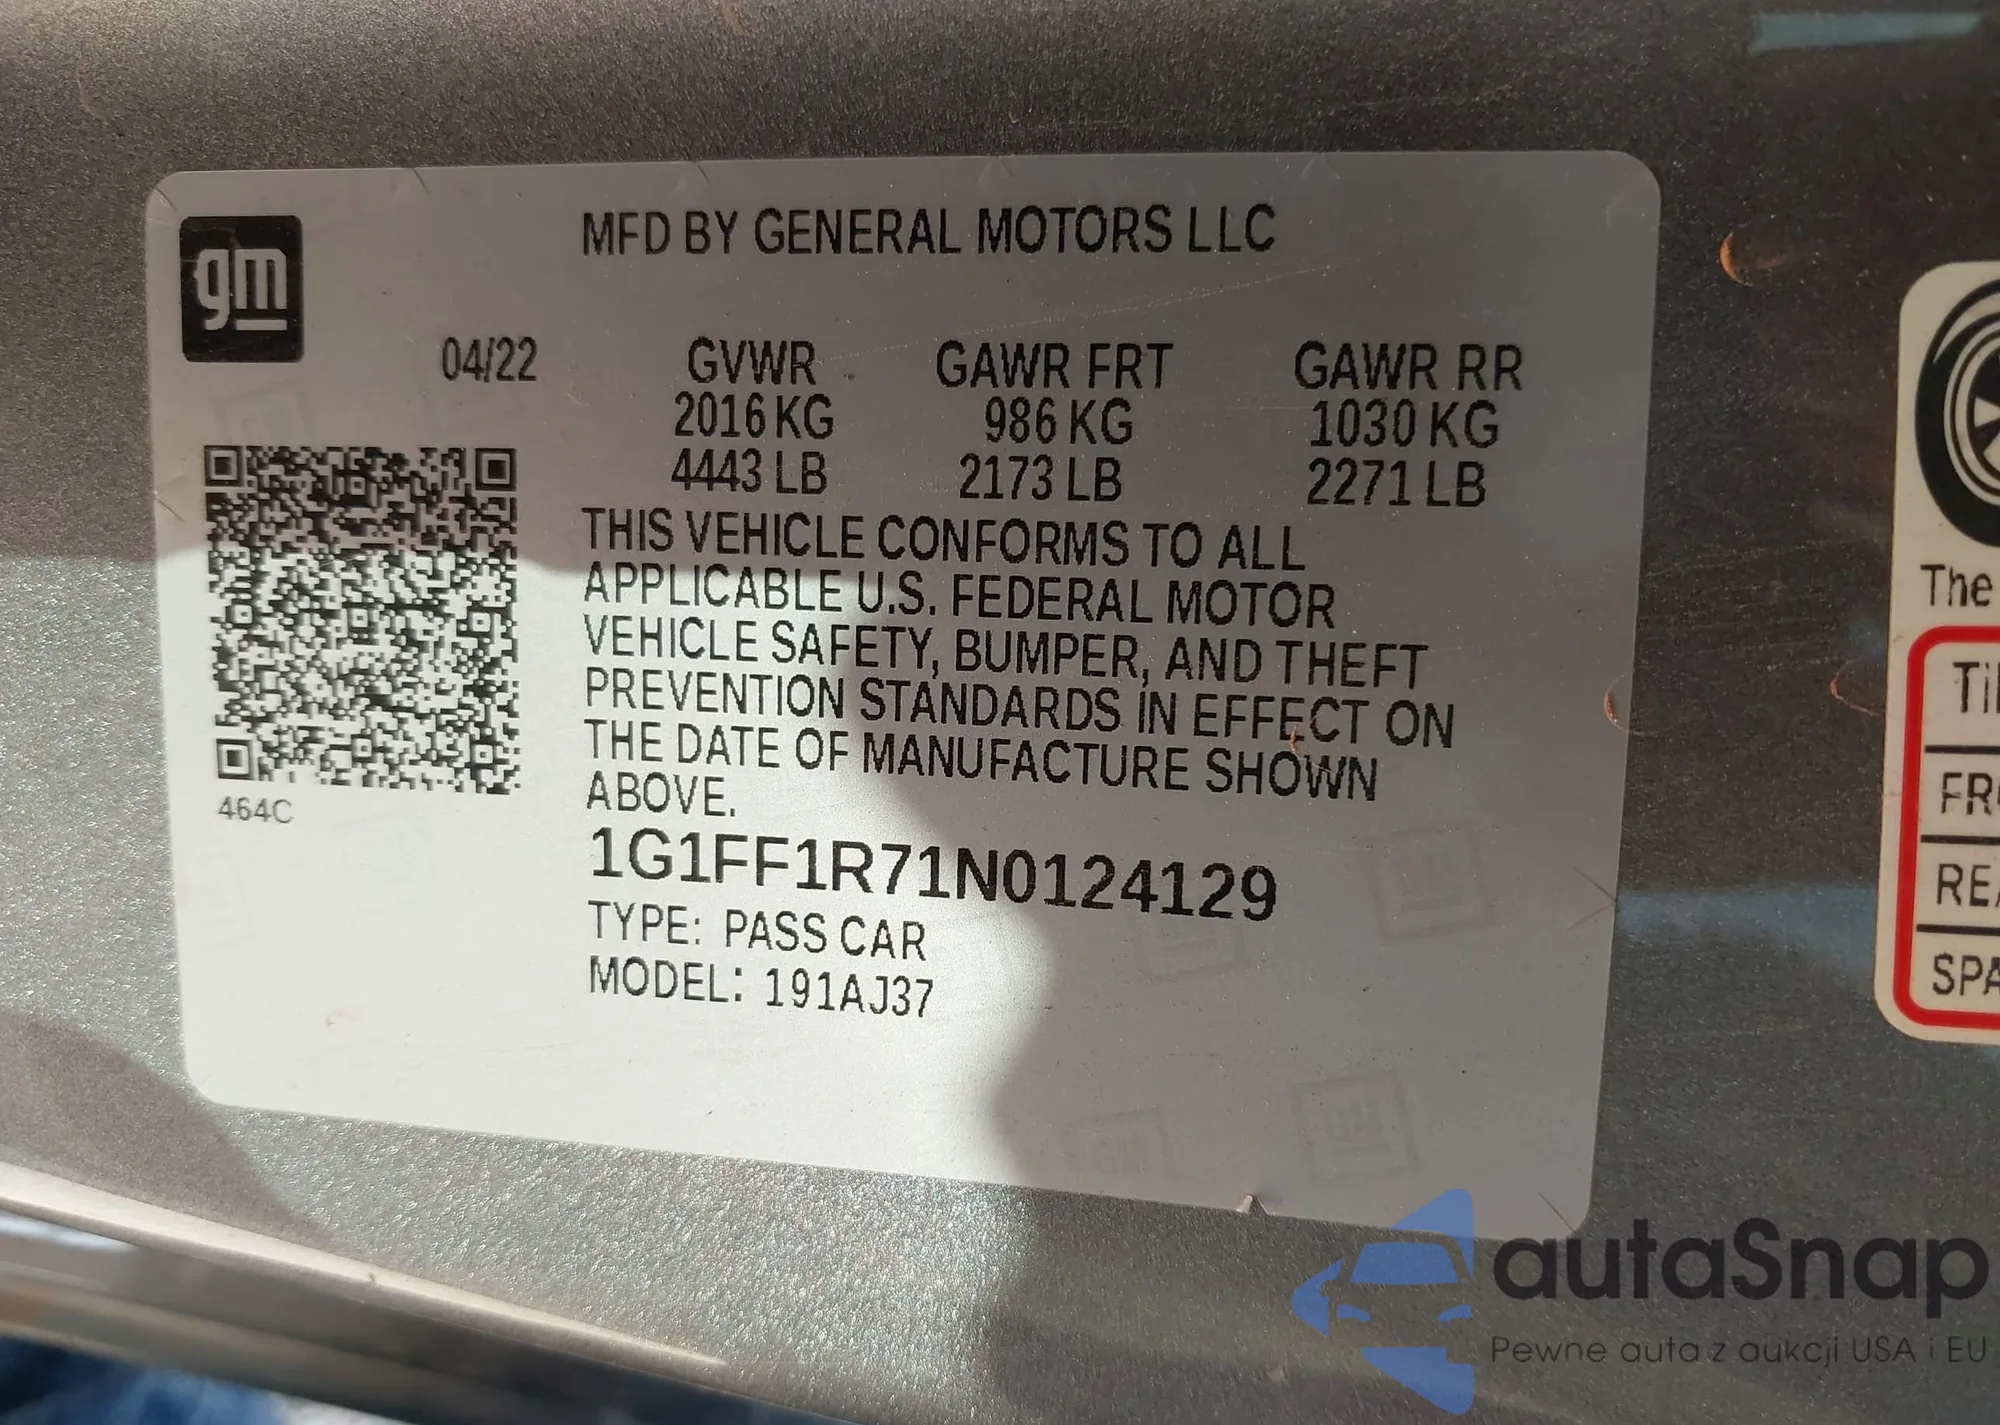 gm
MFD BY GENERAL MOTORS LLC
04/22 GVWR GAWR FRT GAWR RR
2016 KG 986 KG 1030 KG
4443 LB 2173 LB 2271 LB
THIS VEHICLE CONFORMS TO ALL
APPLICABLE U.S. FEDERAL MOTOR
VEHICLE SAFETY, BUMPER, AND THEFT
PREVENTION STANDARDS IN EFFECT ON
THE DATE OF MANUFACTURE SHOWN
ABOVE.
464C
1G1FF1R71N0124129
TYPE: PASS CAR
MODEL: 191AJ37
The
autaSnap
Pewne auta z aukcji USA i EU